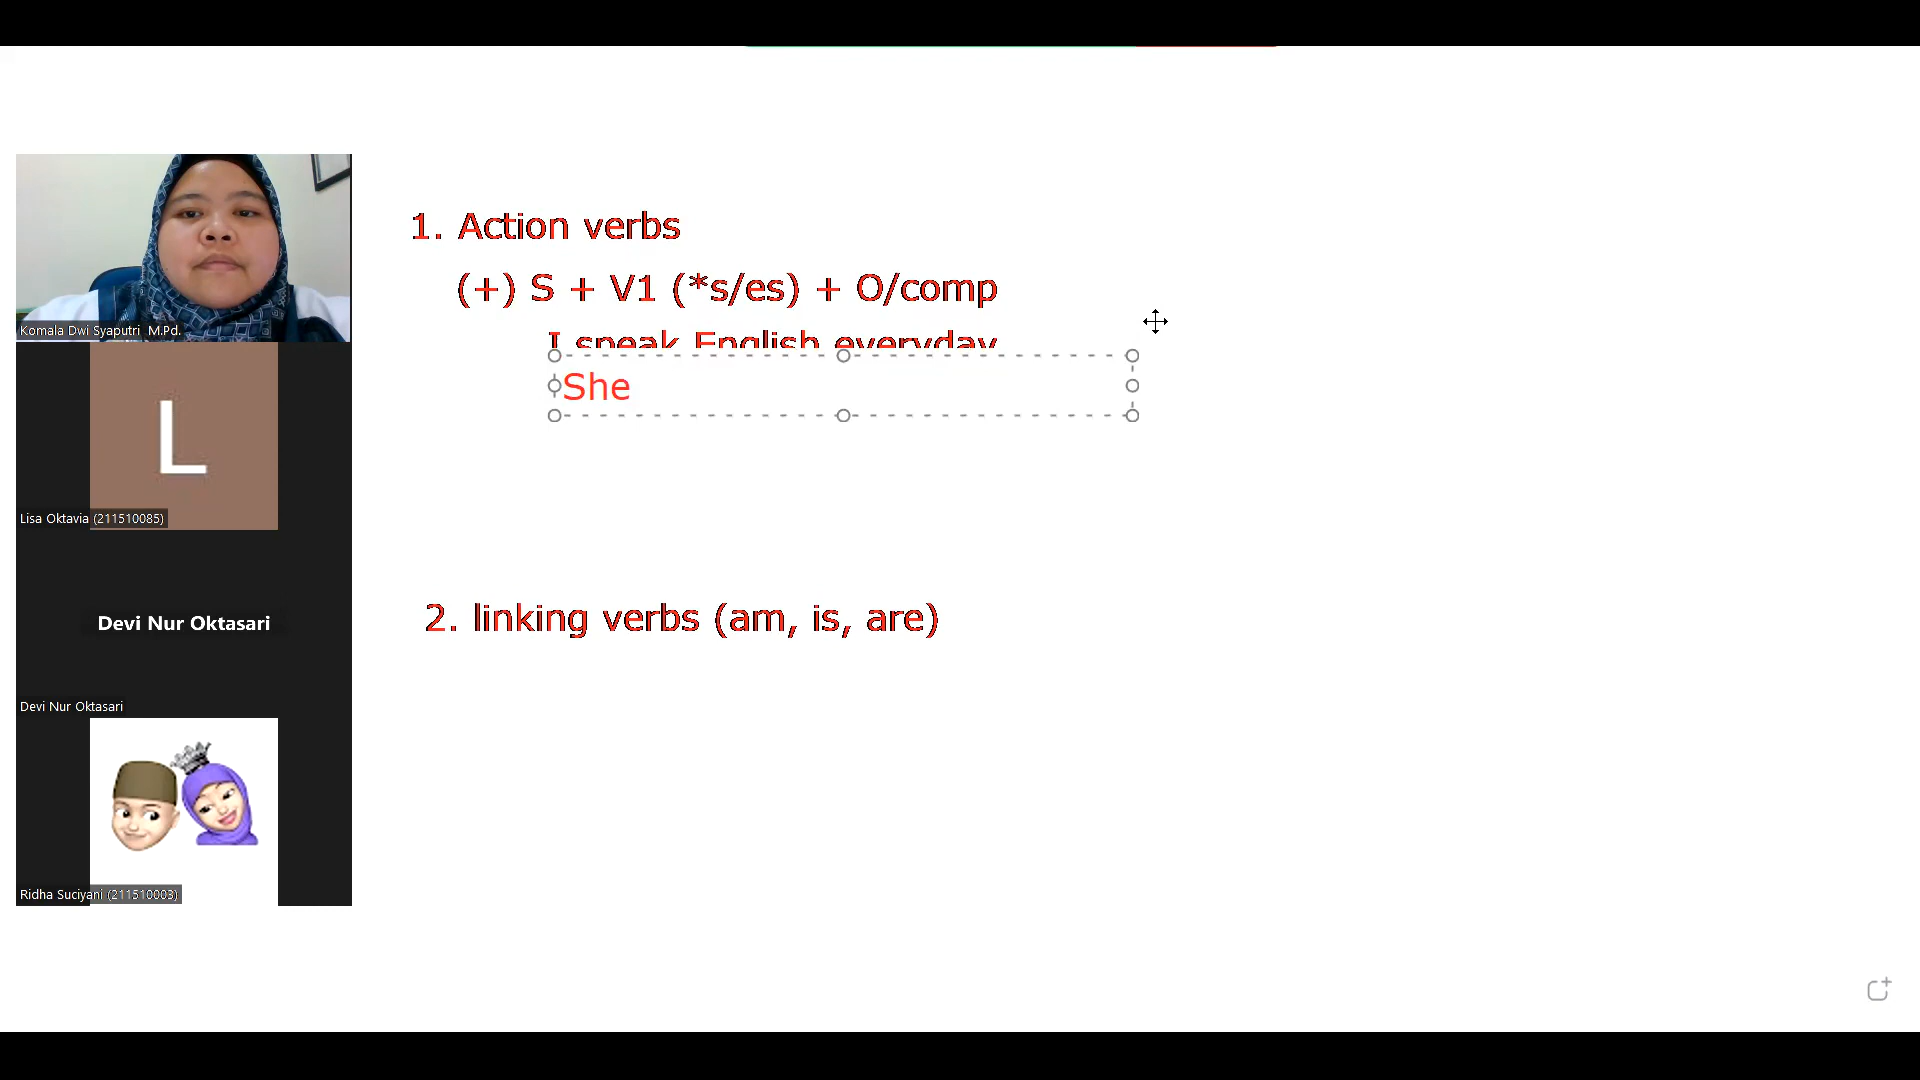 1. Action verbs
(+) S + V1 (*s/es) + O/comp
I speak English everyday
She
2. linking verbs (am, is, are)
Komala Dwi Syaputri M.Pd.
L
Lisa Oktavia (211510085)
Devi Nur Oktasari
Devi Nur Oktasari
Ridha Suciyani (211510003)